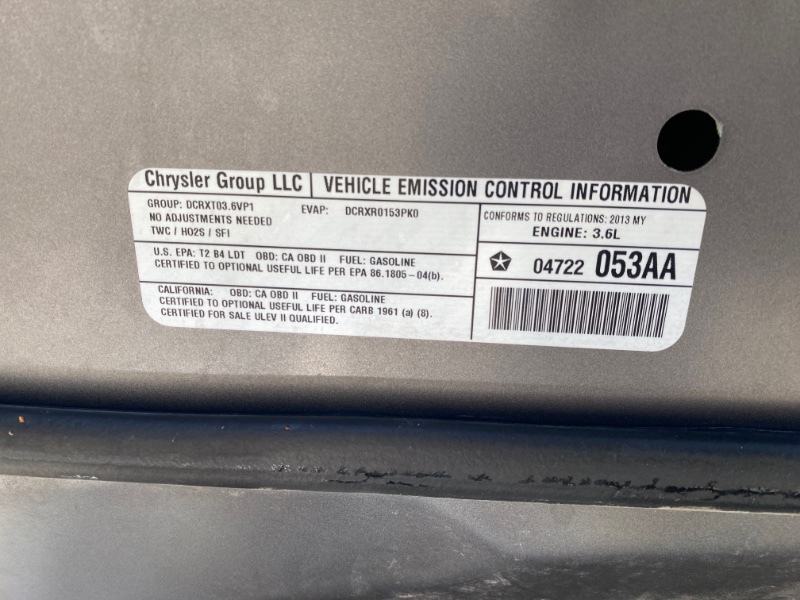 Chrysler Group LLC VEHICLE EMISSION CONTROL INFORMATION
GROUP: DCRXT03.6VP1 EVAP: DCRXR0153PK0
NO ADJUSTMENTS NEEDED
TWC / HO2S / SFI
CONFORMS TO REGULATIONS: 2013 MY
ENGINE: 3.6L
U.S. EPA: T2 B4 LDT OBD: CA OBD II FUEL: GASOLINE
CERTIFIED TO OPTIONAL USEFUL LIFE PER EPA 86.1805-04(b).
04722 053AA
CALIFORNIA: OBD: CA OBD II FUEL: GASOLINE
CERTIFIED TO OPTIONAL USEFUL LIFE PER CARB 1961 (a) (8).
CERTIFIED FOR SALE ULEV II QUALIFIED.